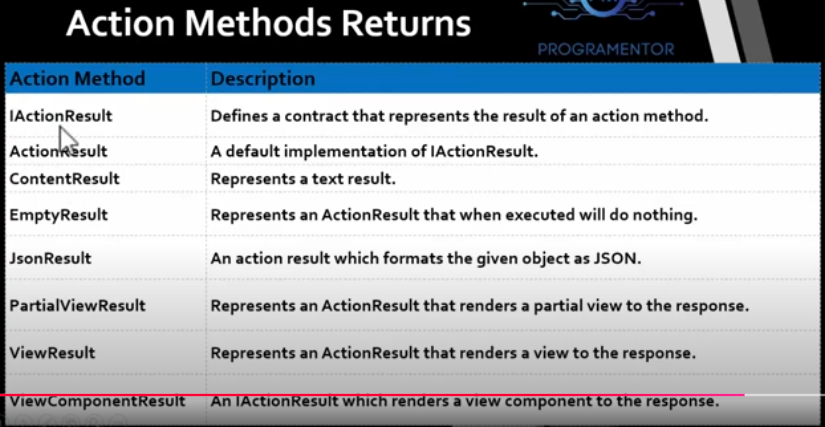 Action Methods Returns
PROGRAMENTOR
Action Method Description
IActionResult Defines a contract that represents the result of an action method.
ActionResult A default implementation of IActionResult.
ContentResult Represents a text result.
EmptyResult Represents an ActionResult that when executed will do nothing.
JsonResult An action result which formats the given object as JSON.
PartialViewResult Represents an ActionResult that renders a partial view to the response.
ViewResult Represents an ActionResult that renders a view to the response.
ViewComponentResult An IActionResult which renders a view component to the response.